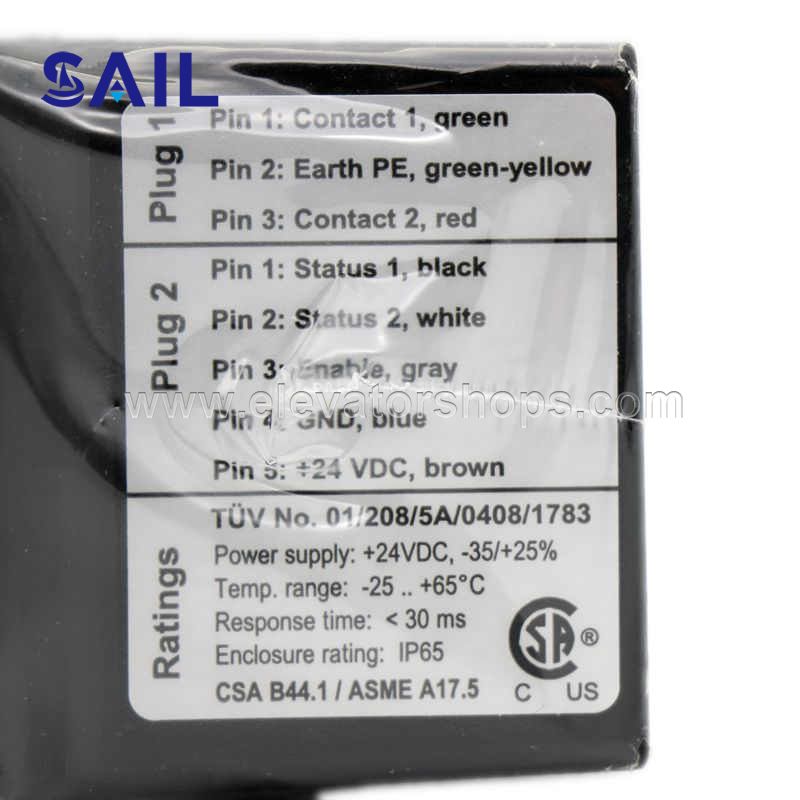 SAIL
Plug 1
Pin 1: Contact 1, green
Pin 2: Earth PE, green-yellow
Pin 3: Contact 2, red
Plug 2
Pin 1: Status 1, black
Pin 2: Status 2, white
Pin 3: Enable, gray
www.elevatorshops.com
Pin 4: GND, blue
Pin 5: +24 VDC, brown
Ratings
TÜV No. 01/208/5A/0408/1783
Power supply: +24VDC, -35/+25%
Temp. range: -25 .. +65°C
Response time: < 30 ms
Enclosure rating: IP65
CSA B44.1 / ASME A17.5
SA ®
C US